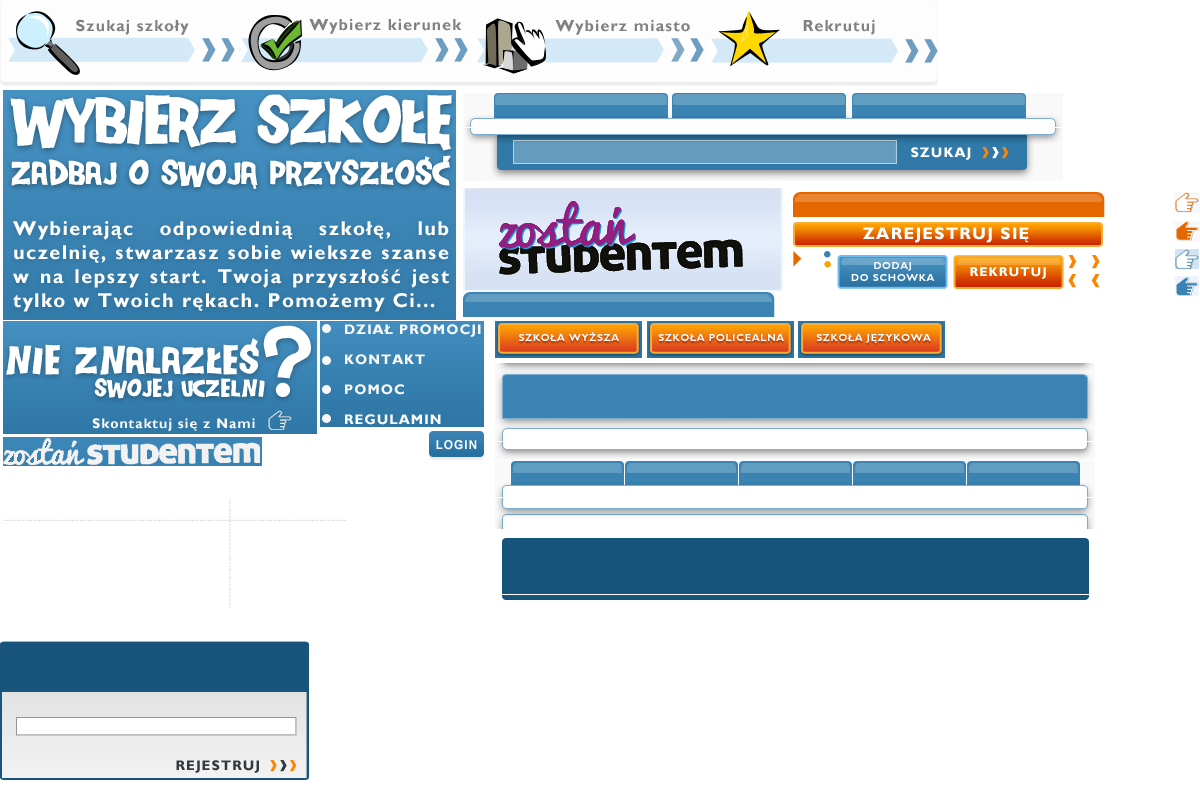 Szukaj szkoły
Wybierz kierunek
Wybierz miasto
Rekrutuj
WYBIERZ SZKOŁĘ
ZADBAJ O SWOJĄ PRZYSZŁOŚĆ
Wybierając odpowiednią szkołę, lub
uczelnię, stwarzasz sobie wieksze szanse
w na lepszy start. Twoja przyszłość jest
tylko w Twoich rękach. Pomożemy Ci...
SZUKAJ
zostań
STUDENTEM
ZAREJESTRUJ SIĘ
DODAJ
DO SCHOWKA
REKRUTUJ
NIE ZNALAZŁEŚ?
SWOJEJ UCZELNI
Skontaktuj się z Nami
DZIAŁ PROMOCJI
KONTAKT
POMOC
REGULAMIN
SZKOŁA WYŻSZA
SZKOŁA POLICEALNA
SZKOŁA JĘZYKOWA
LOGIN
zostań STUDENTEM
REJESTRUJ